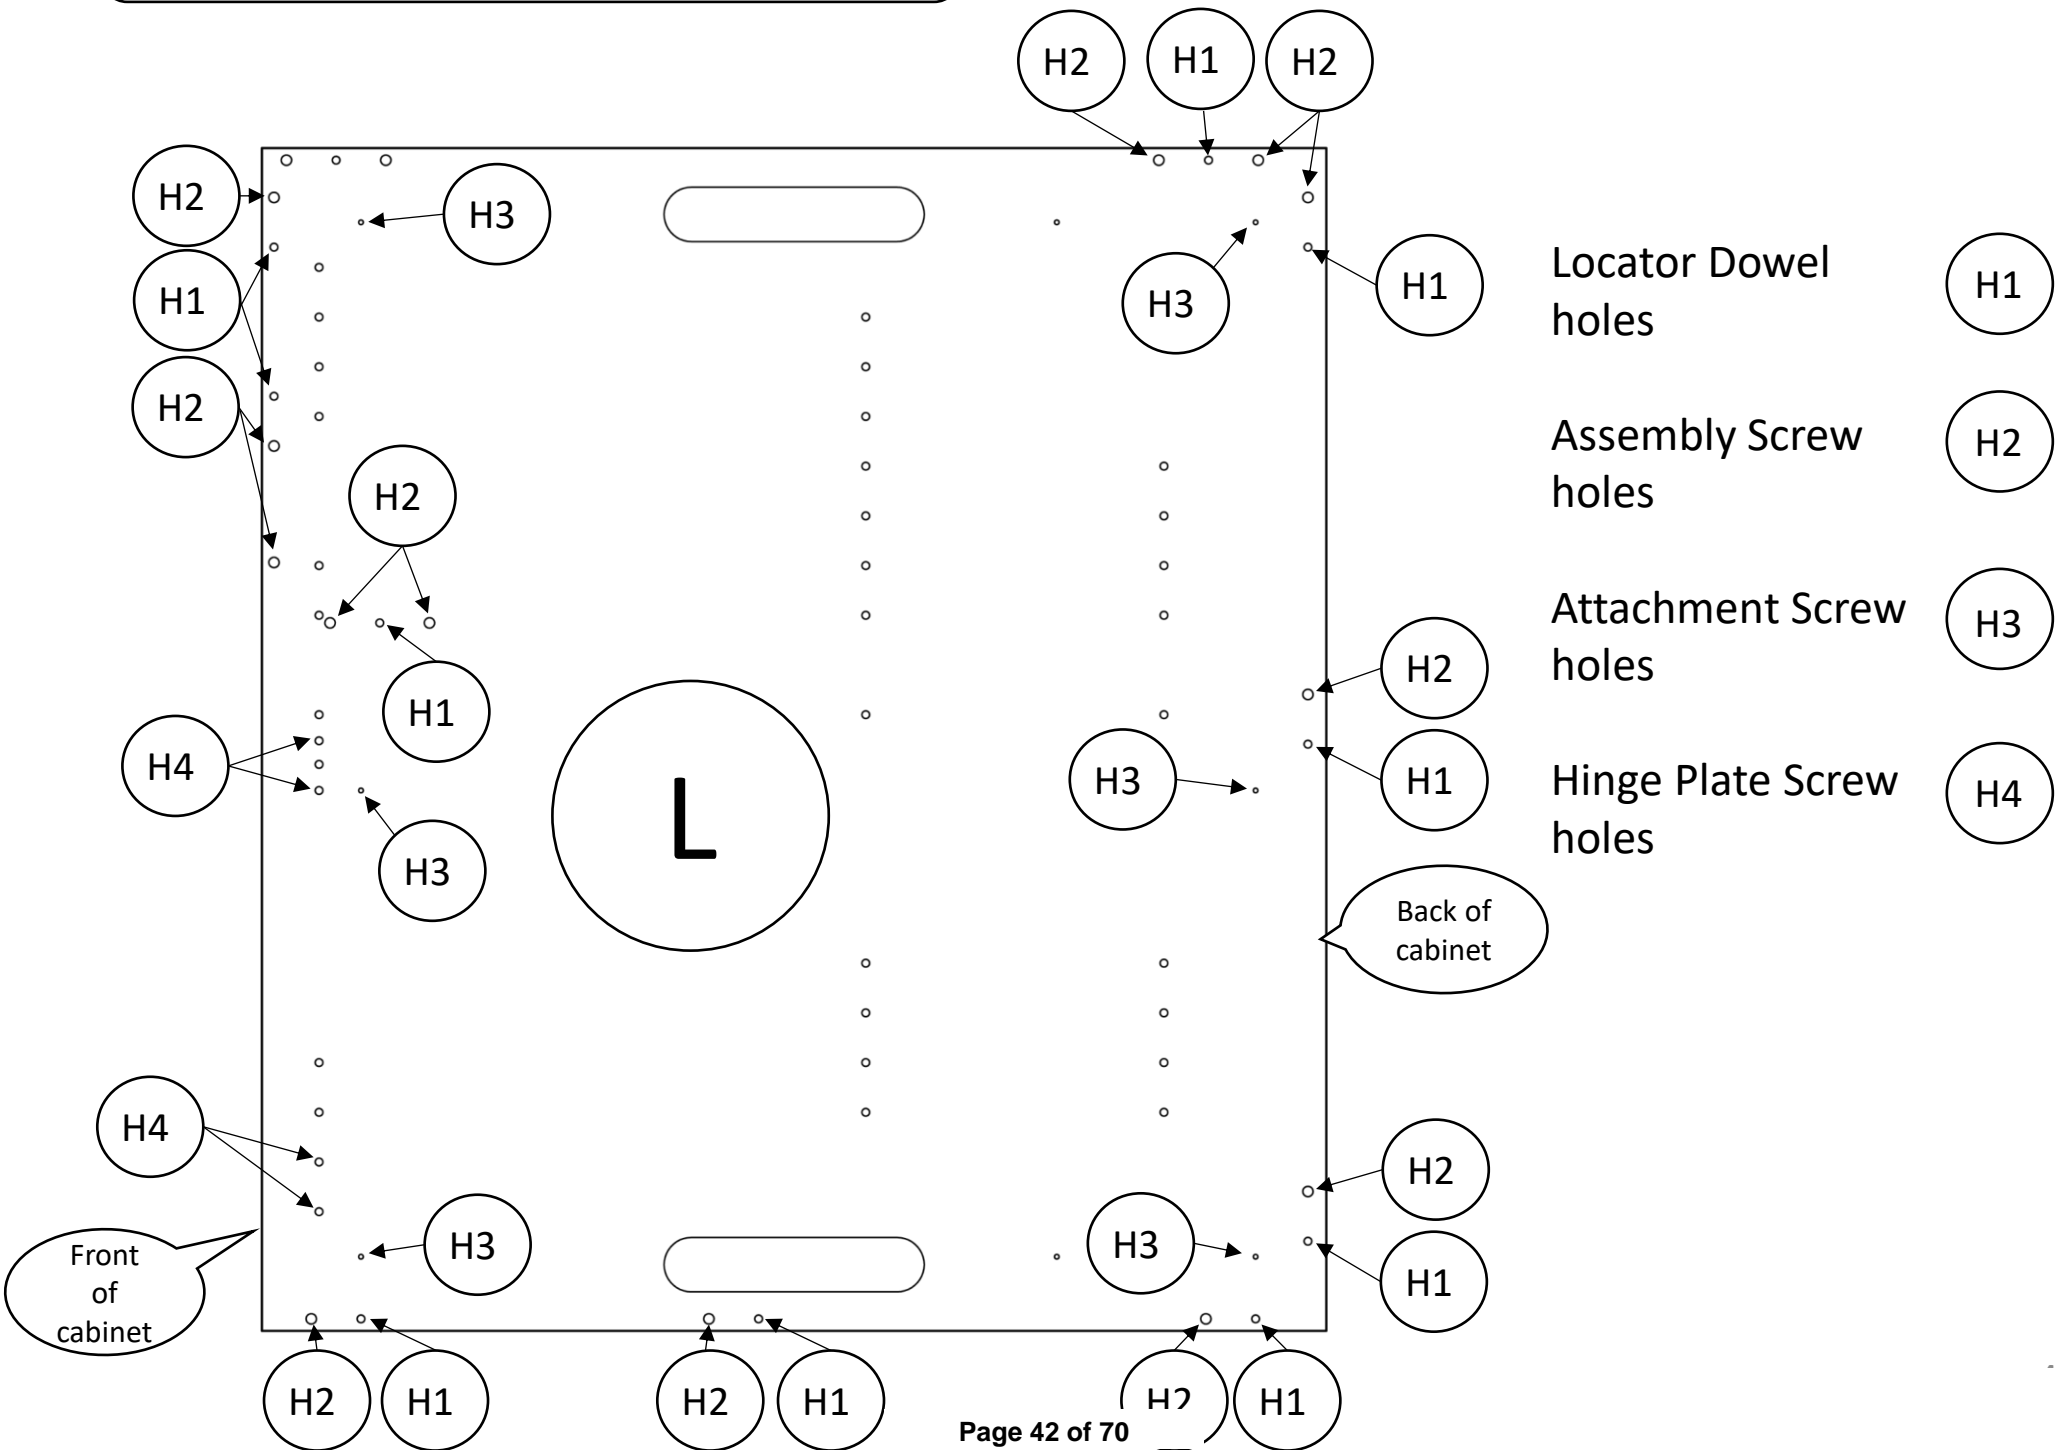 H2 H1 H2
H2
H3
H1
H3
H1
H2
H2
H1
H2
H4
H1
H3
H3
H2
H1
L
Locator Dowel
holes
H1
Assembly Screw
holes
H2
Attachment Screw
holes
H3
Hinge Plate Screw
holes
H4
Back of
cabinet
H4
H2
H3
H3
H1
Front
of
cabinet
H2 H1 H2 H1 H2 H1
Page 42 of 70